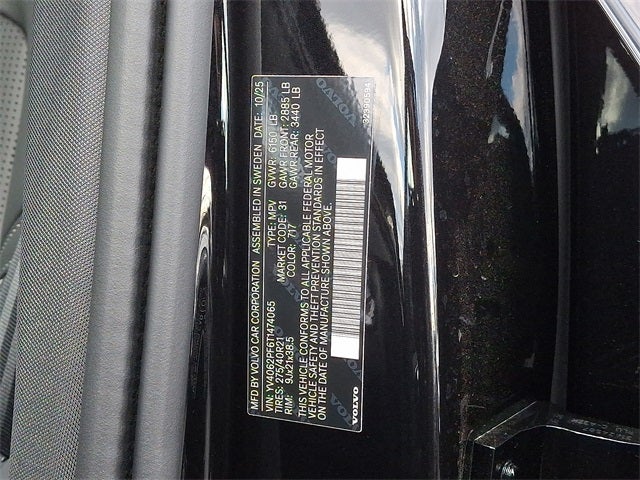 MFD BY VOLVO CAR CORPORATION ASSEMBLED IN SWEDEN DATE: 10/25
VIN: YV4062PF6T1474065 TYPE: MPV GVWR: 6150 LB
TIRES: 275/40R21 MARKET CODE: 31 GAWR FRONT: 2885 LB
RIM: 9Jx21x38.5 COLOR: 717 GAWR REAR: 3440 LB
THIS VEHICLE CONFORMS TO ALL APPLICABLE FEDERAL MOTOR
VEHICLE SAFETY AND THEFT PREVENTION STANDARDS IN EFFECT
ON THE DATE OF MANUFACTURE SHOWN ABOVE.
VOLVO